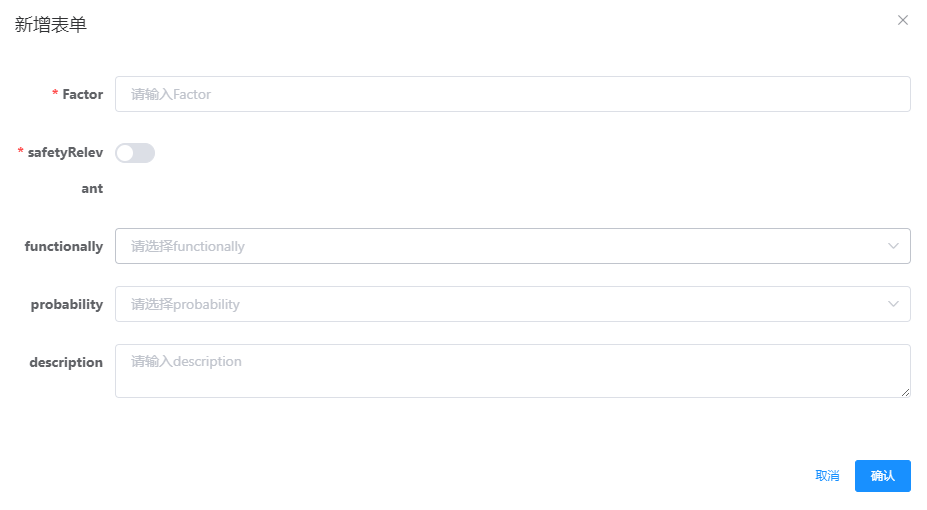 新增表单
* Factor
请输入Factor
* safetyRelev
ant
functionally
请选择functionally
probability
请选择probability
description
请输入description
取消
确认